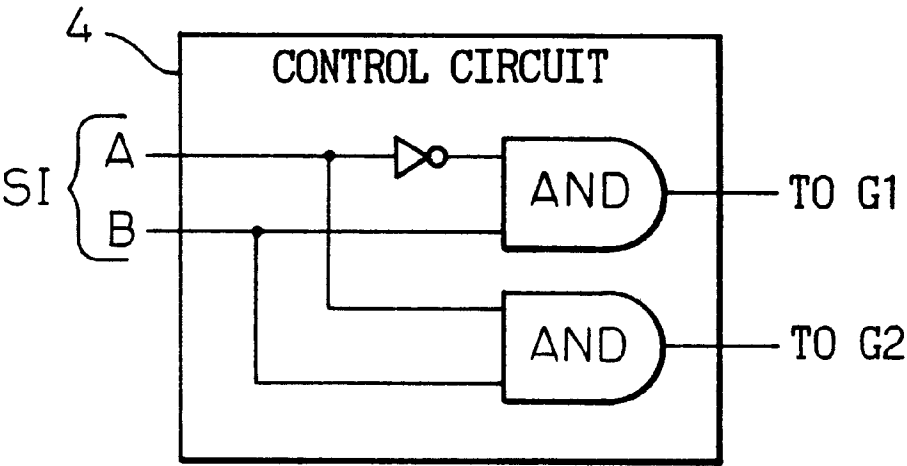 4
CONTROL CIRCUIT
SI
A
B
AND
TO G1
AND
TO G2